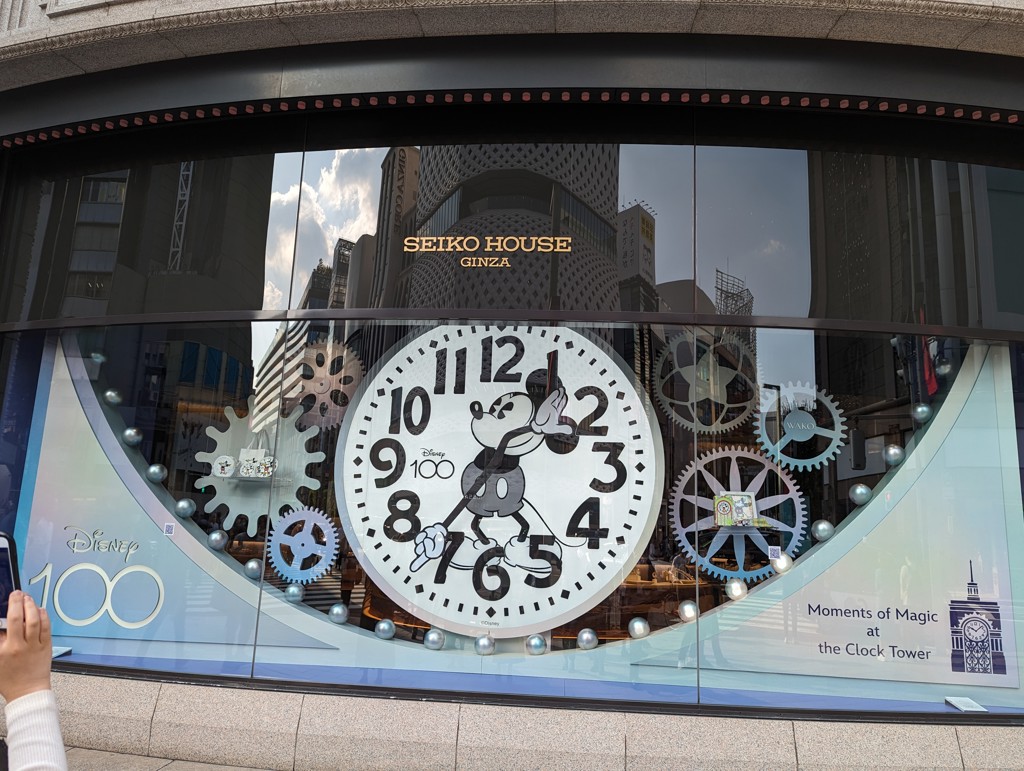 SEIKO HOUSE
GINZA
12
11
10
2
9
3
Disney
100
8
4
7
5
6
©Disney
WAKO
Disney
100
Moments of Magic
at
the Clock Tower